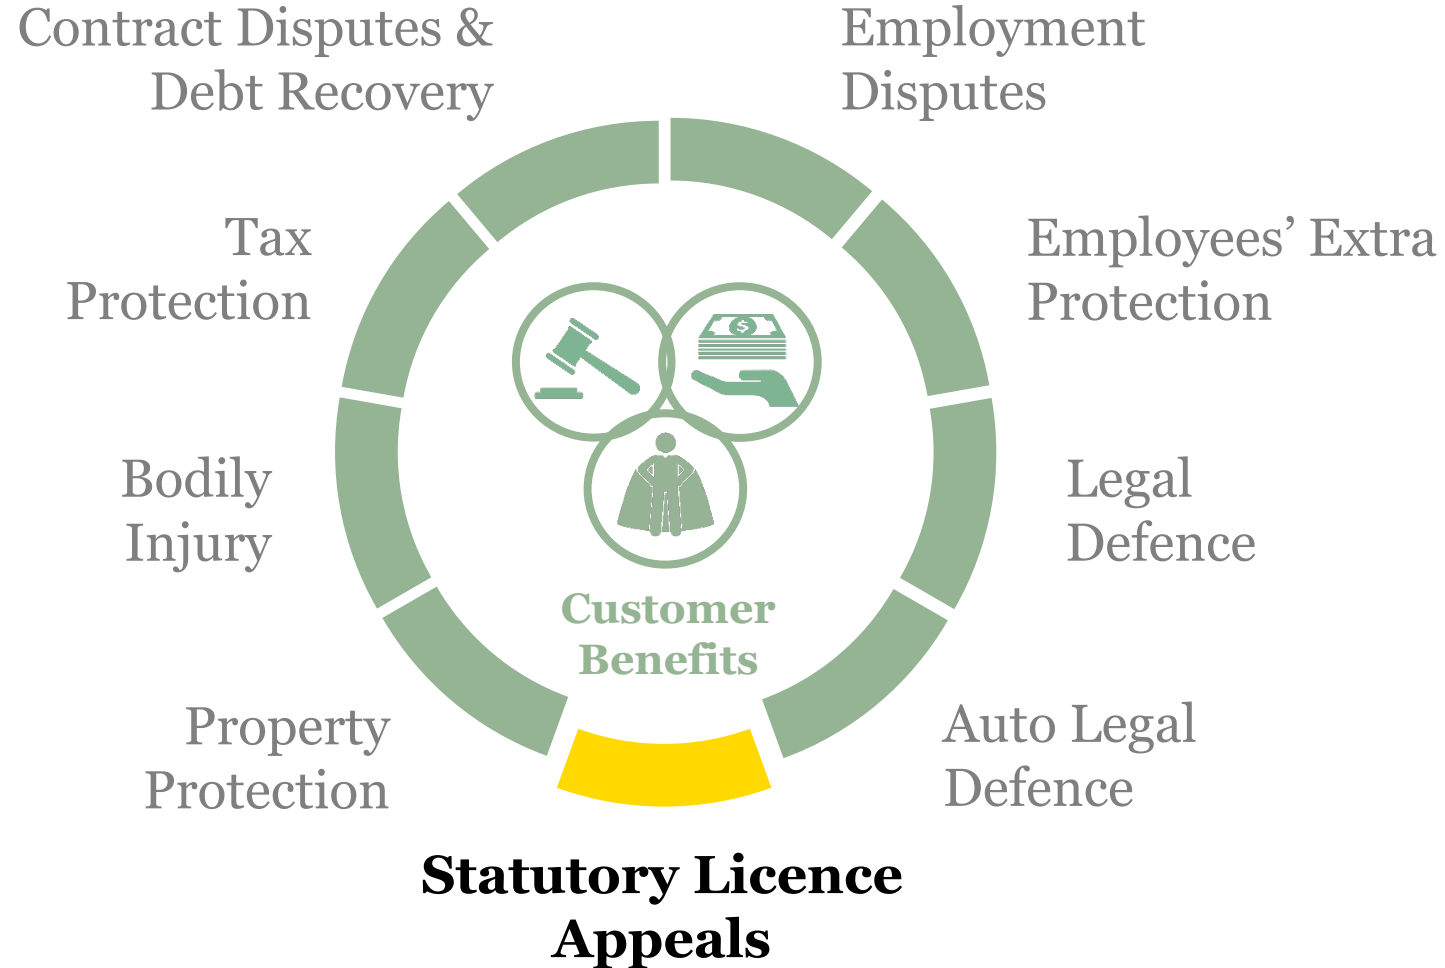 Contract Disputes &
Debt Recovery
Employment
Disputes
Tax
Protection
Employees’ Extra
Protection
$
Bodily
Injury
Legal
Defence
Customer
Benefits
Property
Protection
Auto Legal
Defence
Statutory Licence
Appeals